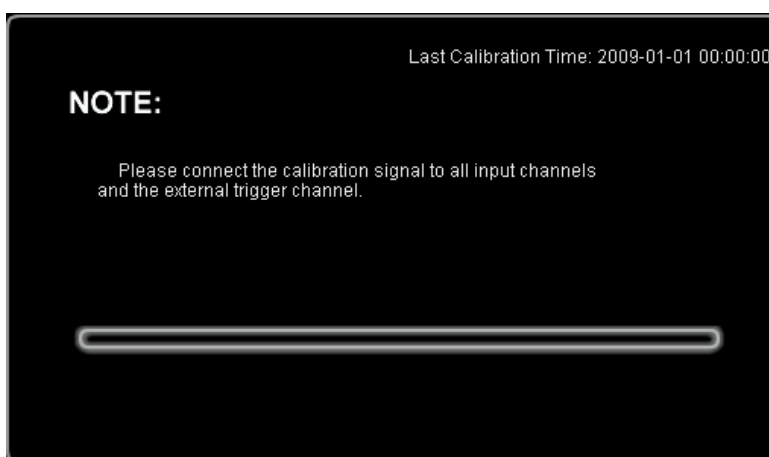 Last Calibration Time: 2009-01-01 00:00:00
NOTE:
Please connect the calibration signal to all input channels
and the external trigger channel.